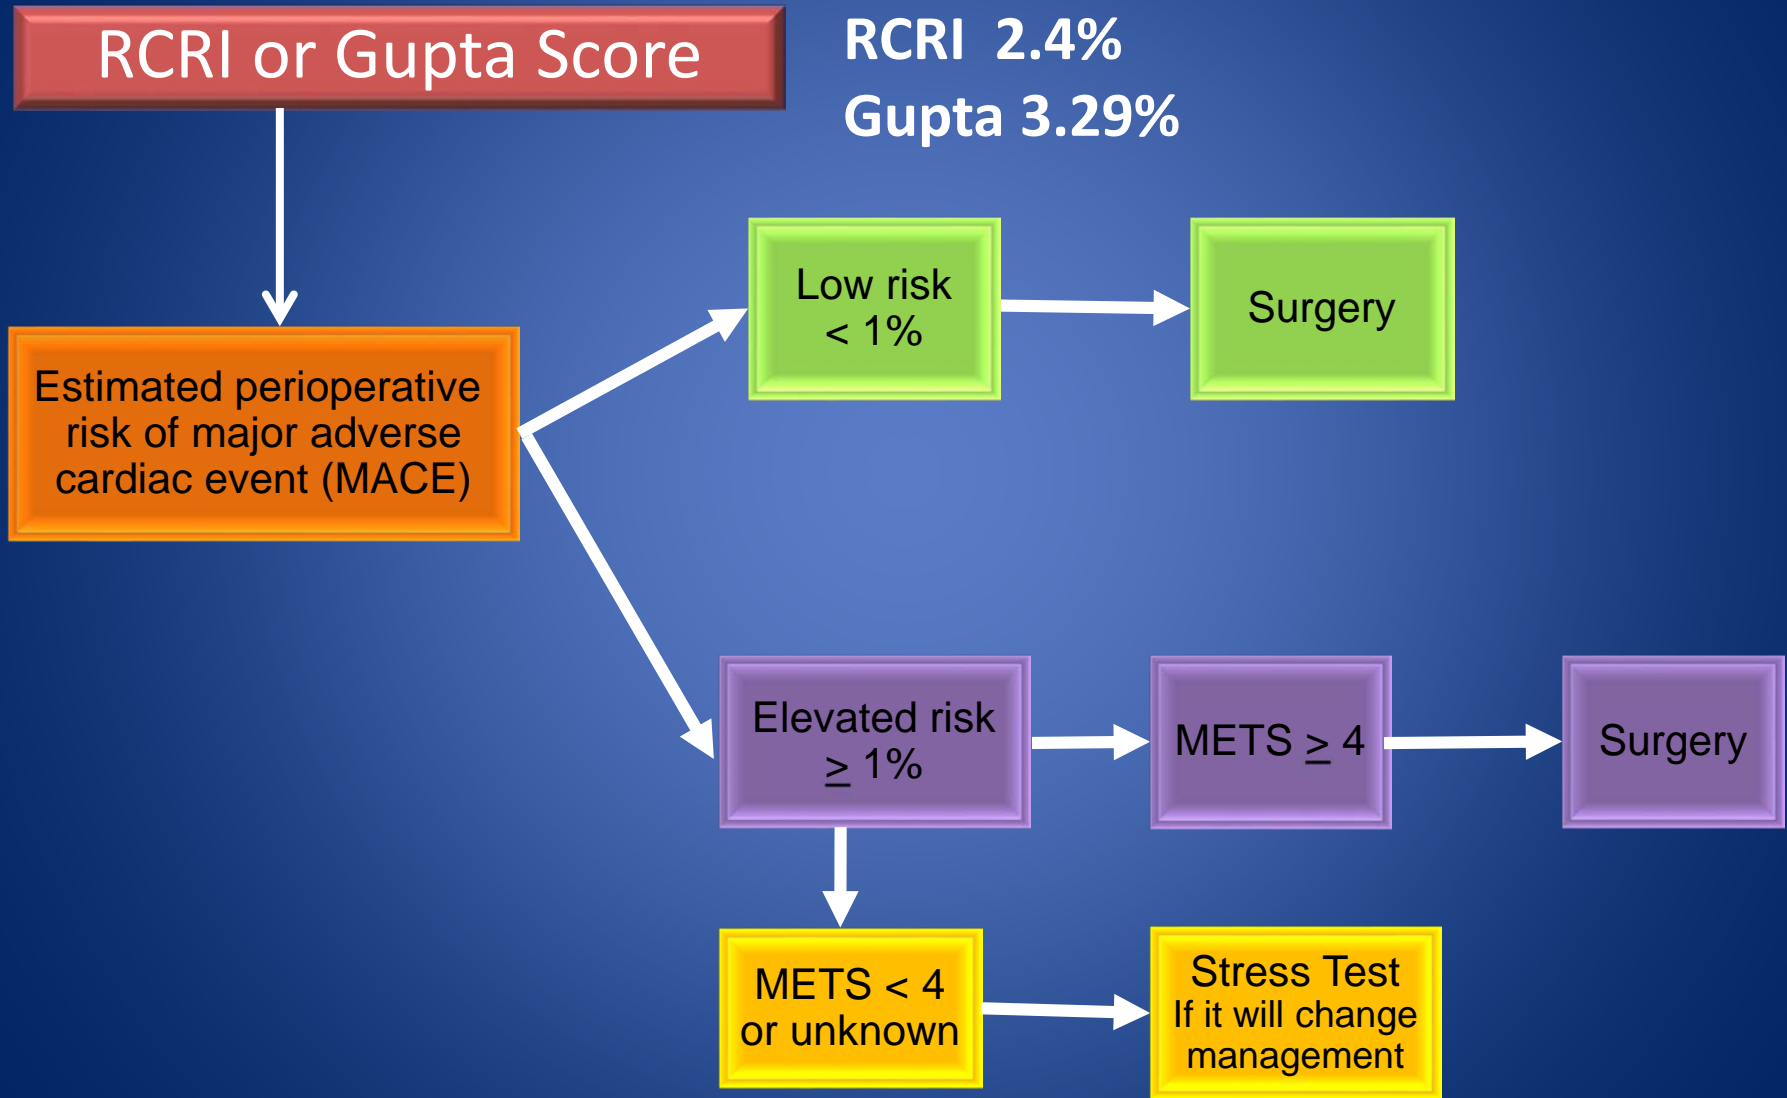 RCRI or Gupta Score
RCRI 2.4%
Gupta 3.29%
Low risk
< 1%
Surgery
Estimated perioperative
risk of major adverse
cardiac event (MACE)
Elevated risk
≥ 1%
METS ≥ 4
Surgery
METS < 4
or unknown
Stress Test
If it will change
management